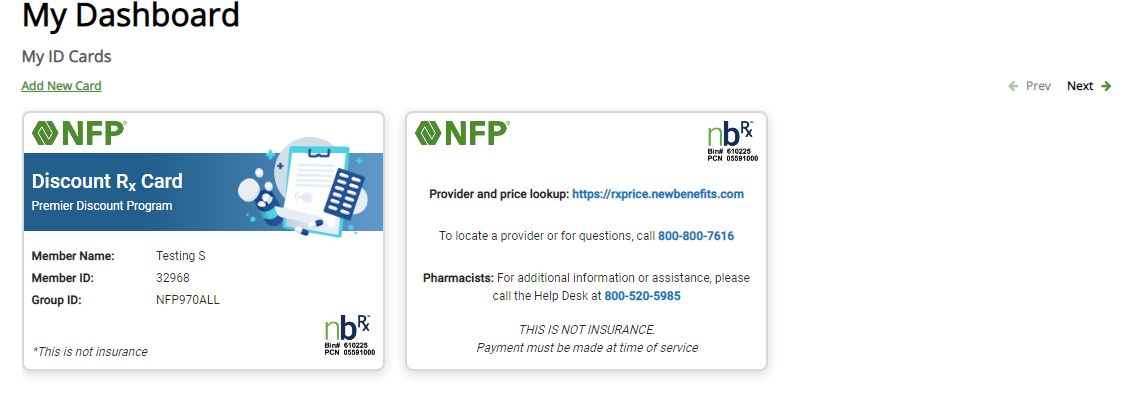 My Dashboard
My ID Cards
Add New Card
Prev Next
NFP®
Discount Rx Card
Premier Discount Program
Member Name: Testing S
Member ID: 32968
Group ID: NFP970ALL
*This is not insurance
nbRx
Bin# 610225
PCN 05591000
NFP®
nbRx™
Bin# 610225
PCN 05591000
Provider and price lookup: https://rxprice.newbenefits.com
To locate a provider or for questions, call 800-800-7616
Pharmacists: For additional information or assistance, please
call the Help Desk at 800-520-5985
THIS IS NOT INSURANCE.
Payment must be made at time of service